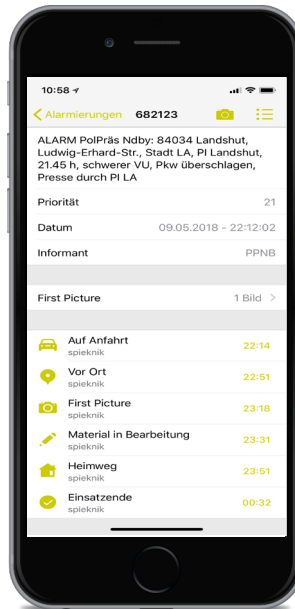 10:58
Alarmierungen 682123
ALARM PolPräs Ndby: 84034 Landshut,
Ludwig-Erhard-Str., Stadt LA, PI Landshut,
21.45 h, schwerer VU, Pkw überschlagen,
Presse durch PI LA
Priorität 21
Datum 09.05.2018 - 22:12:02
Informant PPNB
First Picture 1 Bild
Auf Anfahrt 22:14
spieknik
Vor Ort 22:51
spieknik
First Picture 23:18
spieknik
Material in Bearbeitung 23:31
spieknik
Heimweg 23:51
spieknik
Einsatzende 00:32
spieknik